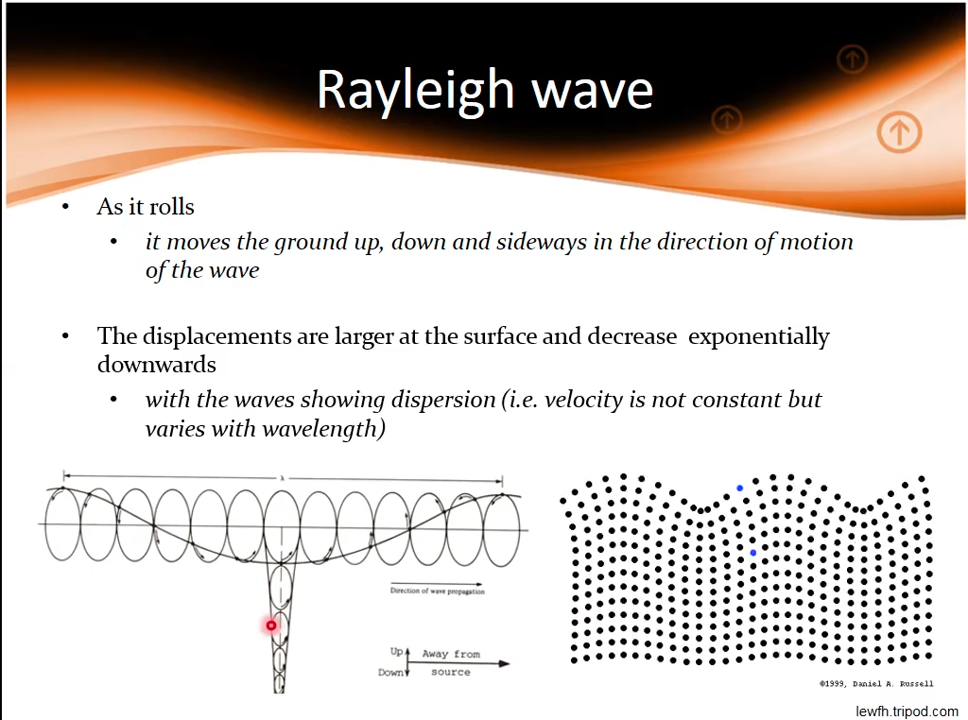 Rayleigh wave
• As it rolls
• it moves the ground up, down and sideways in the direction of motion
of the wave
• The displacements are larger at the surface and decrease exponentially
downwards
• with the waves showing dispersion (i.e. velocity is not constant but
varies with wavelength)
λ
Direction of wave propagation
Up Away from
Down source
©1999, Daniel A. Russell
lewfh.tripod.com